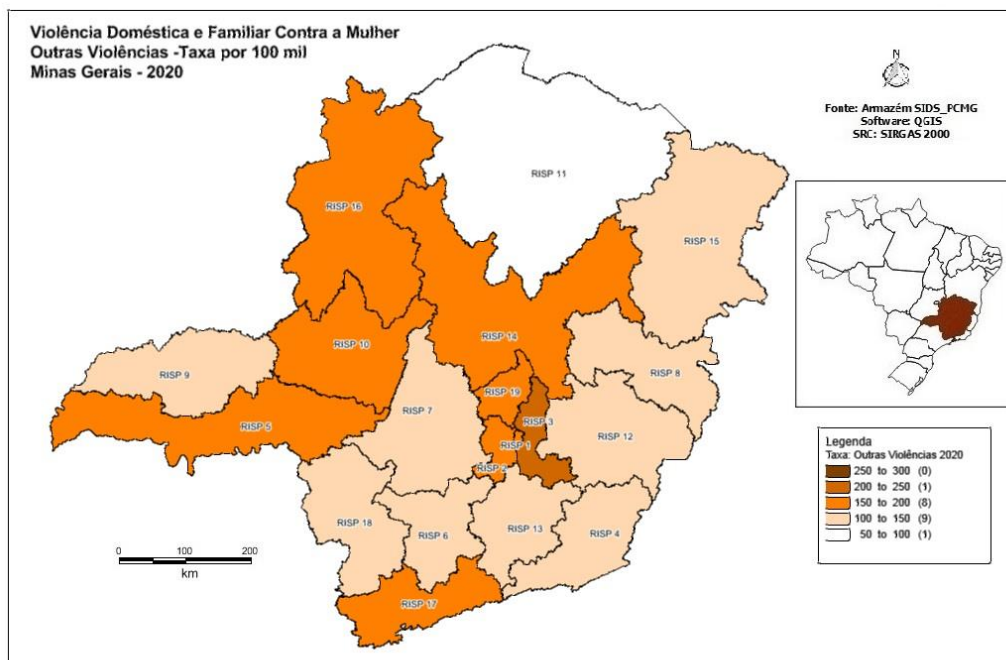 Violência Doméstica e Familiar Contra a Mulher
Outras Violências -Taxa por 100 mil
Minas Gerais - 2020
N
Fonte: Armazém SIDS_PCMG
Software: QGIS
SRC: SIRGAS 2000
RISP 11
RISP 16
RISP 15
RISP 14
RISP 10
RISP 9
RISP 8
RISP 19
RISP 7
RISP 5
RISP 3
RISP 12
RISP 1
RISP 2
RISP 18
RISP 6
RISP 13
RISP 4
RISP 17
0 100 200
km
Legenda
Taxa: Outras Violências 2020
250 to 300 (0)
200 to 250 (1)
150 to 200 (8)
100 to 150 (9)
50 to 100 (1)